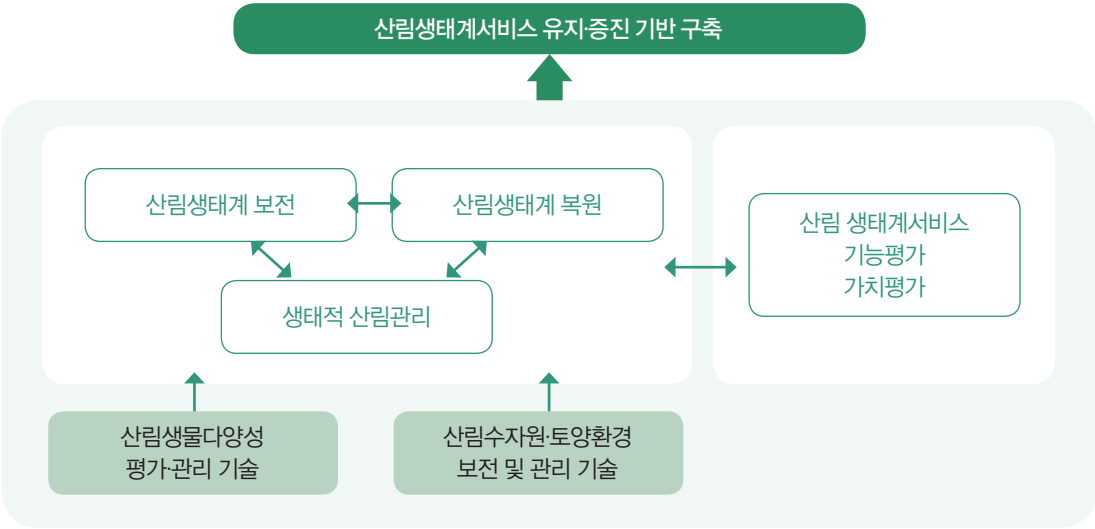 산림생태계서비스 유지·증진 기반 구축
산림생태계 보전
산림생태계 복원
생태적 산림관리
산림 생태계서비스
기능평가
가치평가
산림생물다양성
평가·관리 기술
산림수자원·토양환경
보전 및 관리 기술